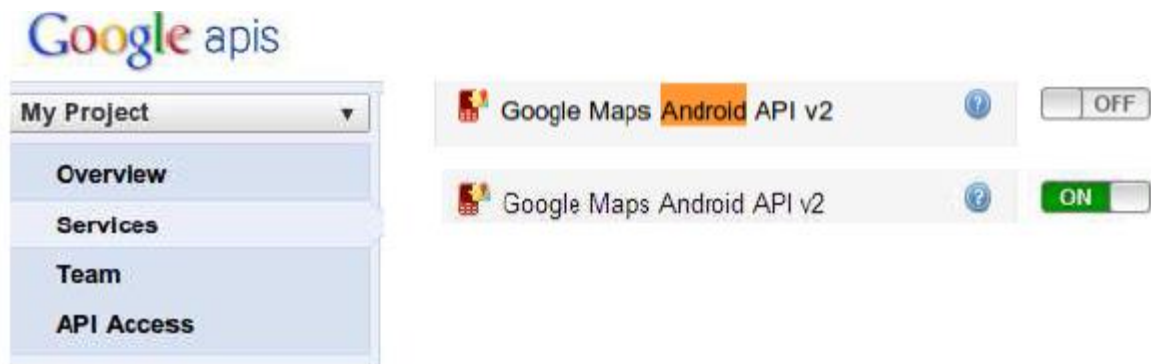 Google apis
My Project
Overview
Services
Team
API Access
Google Maps Android API v2 OFF
Google Maps Android API v2 ON